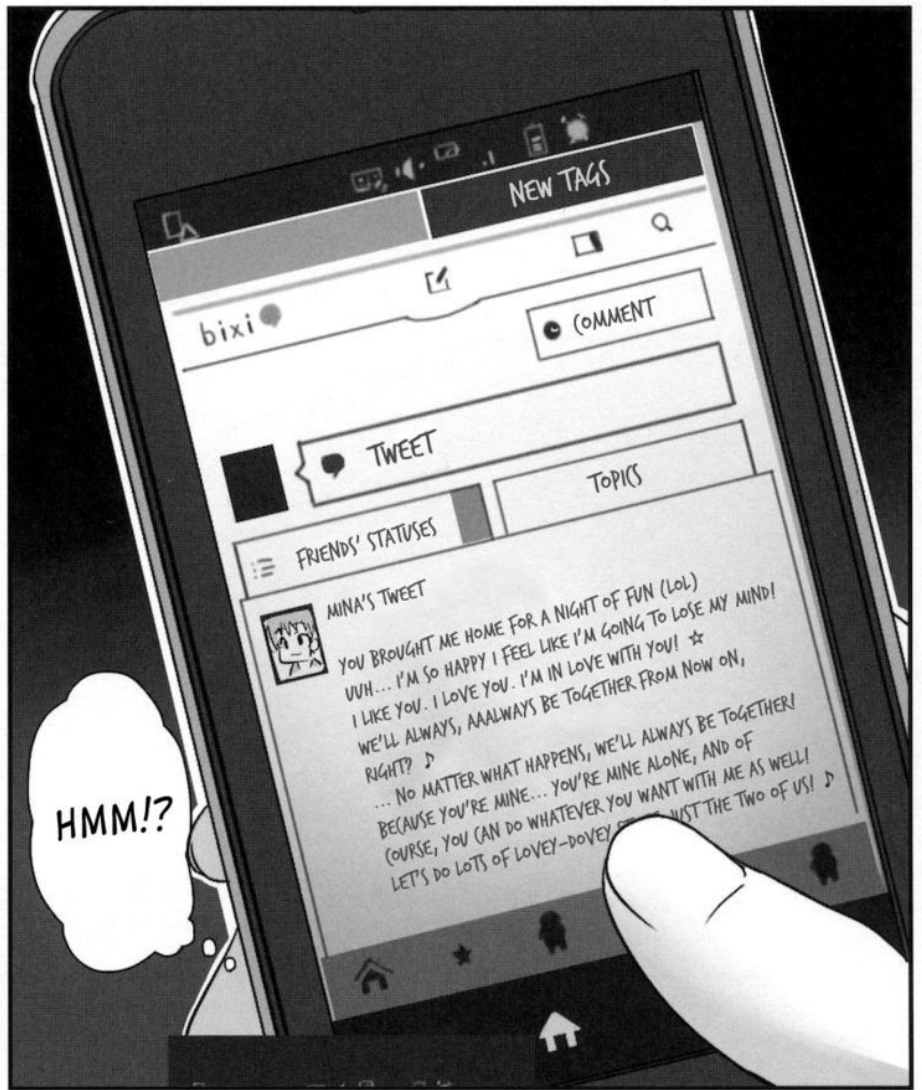 NEW TAGS
bixi
COMMENT
TWEET
FRIENDS' STATUSES
TOPICS
MINA'S TWEET
YOU BROUGHT ME HOME FOR A NIGHT OF FUN (LOL)
UUH... I'M SO HAPPY I FEEL LIKE I'M GOING TO LOSE MY MIND!
I LIKE YOU. I LOVE YOU. I'M IN LOVE WITH YOU! ☆
WE'LL ALWAYS, AAALWAYS BE TOGETHER FROM NOW ON,
RIGHT? ♪
... NO MATTER WHAT HAPPENS, WE'LL ALWAYS BE TOGETHER!
BECAUSE YOU'RE MINE... YOU'RE MINE ALONE, AND OF
COURSE, YOU CAN DO WHATEVER YOU WANT WITH ME AS WELL!
LET'S DO LOTS OF LOVEY-DOVEY JUST THE TWO OF US! ♪
HMM!?